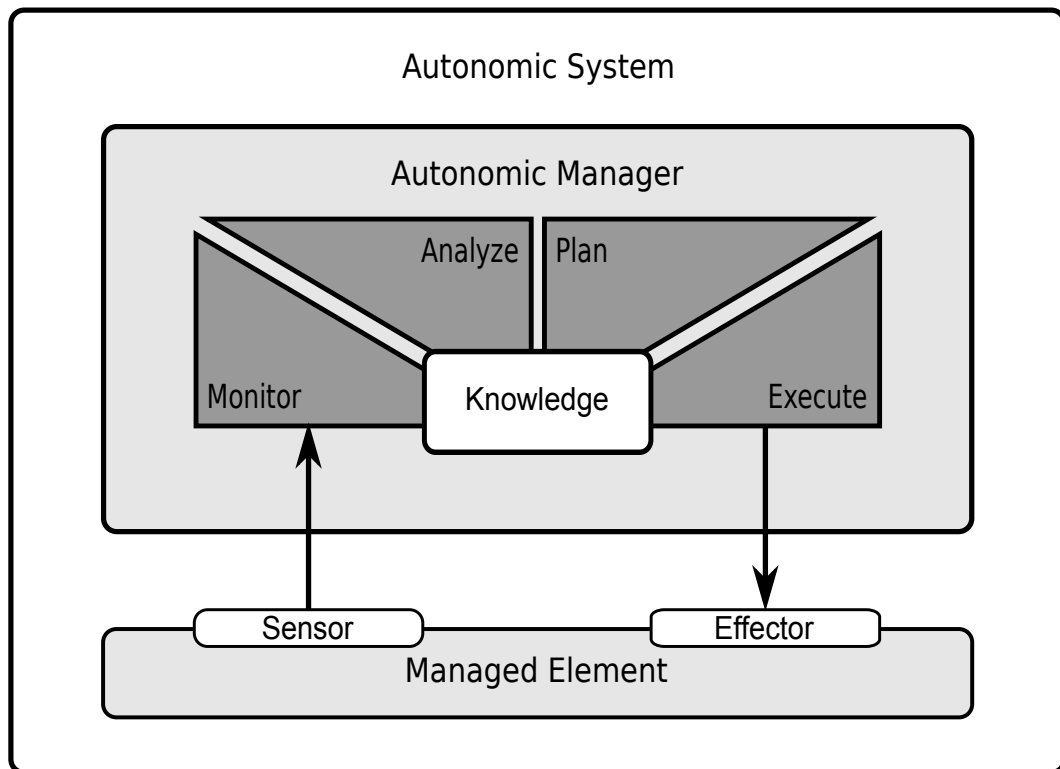 Autonomic System
Autonomic Manager
Analyze
Plan
Monitor
Knowledge
Execute
Sensor
Effector
Managed Element